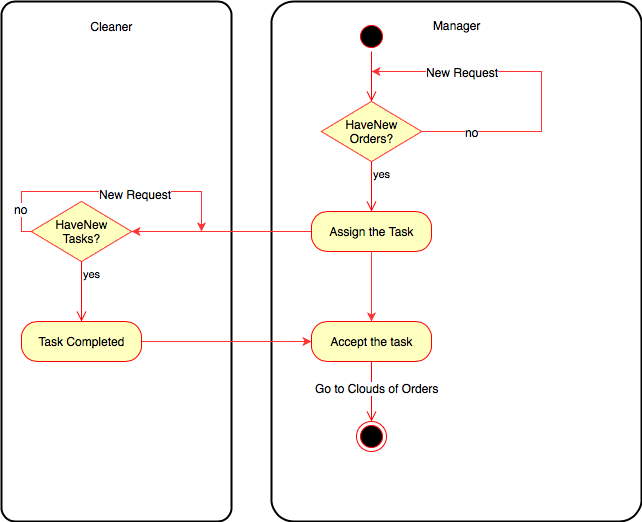 Cleaner
Manager
New Request
HaveNew
Orders?
no
yes
New Request
no
HaveNew
Tasks?
Assign the Task
yes
Task Completed
Accept the task
Go to Clouds of Orders